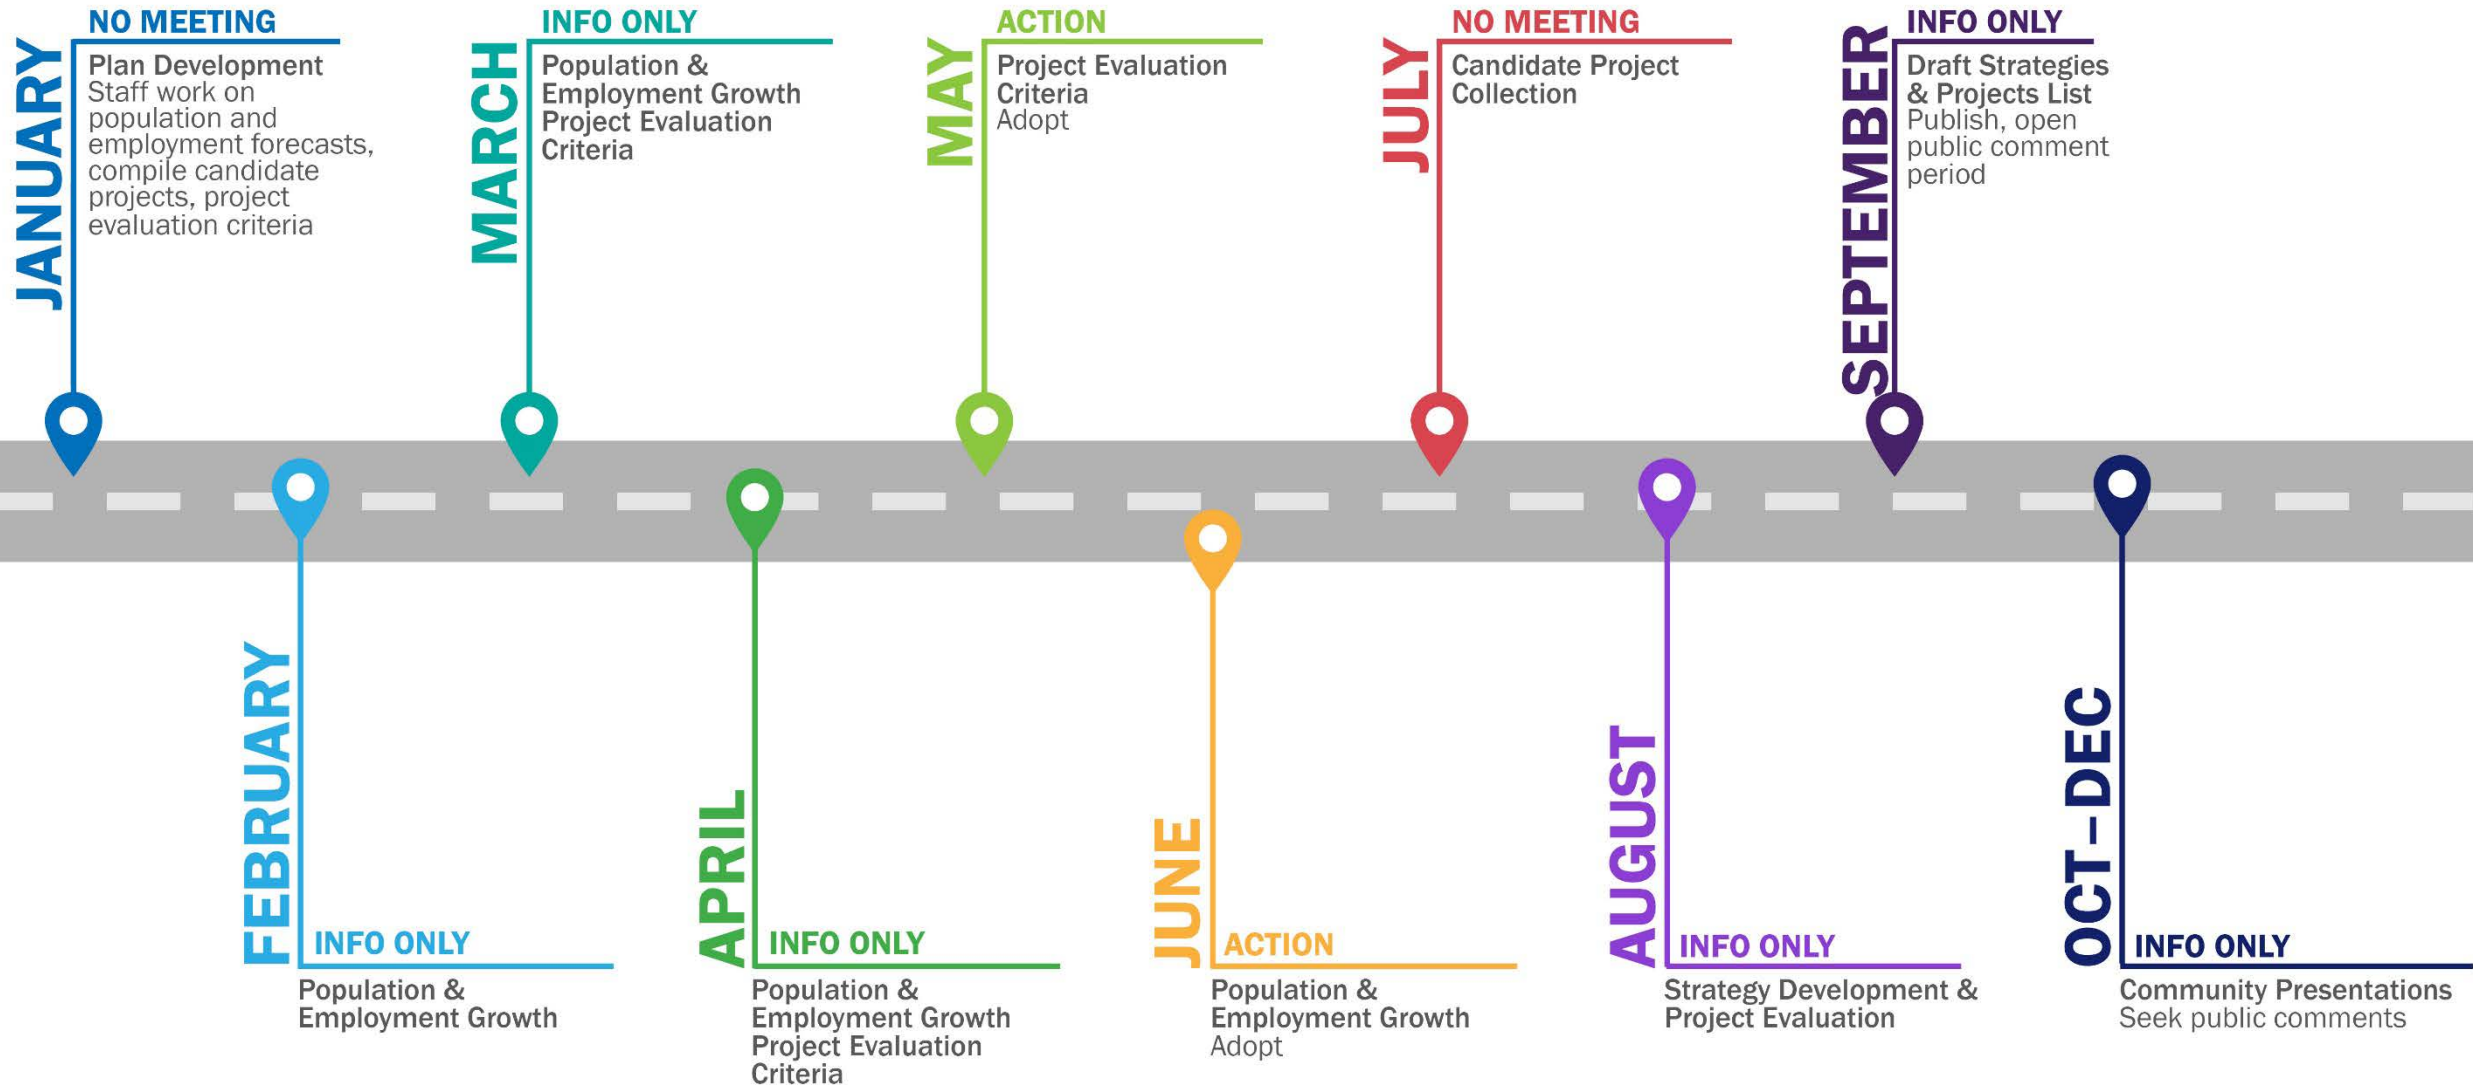 JANUARY
NO MEETING
Plan Development
Staff work on
population and
employment forecasts,
compile candidate
projects, project
evaluation criteria
FEBRUARY
INFO ONLY
Population &
Employment Growth
MARCH
INFO ONLY
Population &
Employment Growth
Project Evaluation
Criteria
APRIL
INFO ONLY
Population &
Employment Growth
Project Evaluation
Criteria
MAY
ACTION
Project Evaluation
Criteria
Adopt
JUNE
ACTION
Population &
Employment Growth
Adopt
JULY
NO MEETING
Candidate Project
Collection
AUGUST
INFO ONLY
Strategy Development &
Project Evaluation
SEPTEMBER
INFO ONLY
Draft Strategies
& Projects List
Publish, open
public comment
period
OCT–DEC
INFO ONLY
Community Presentations
Seek public comments